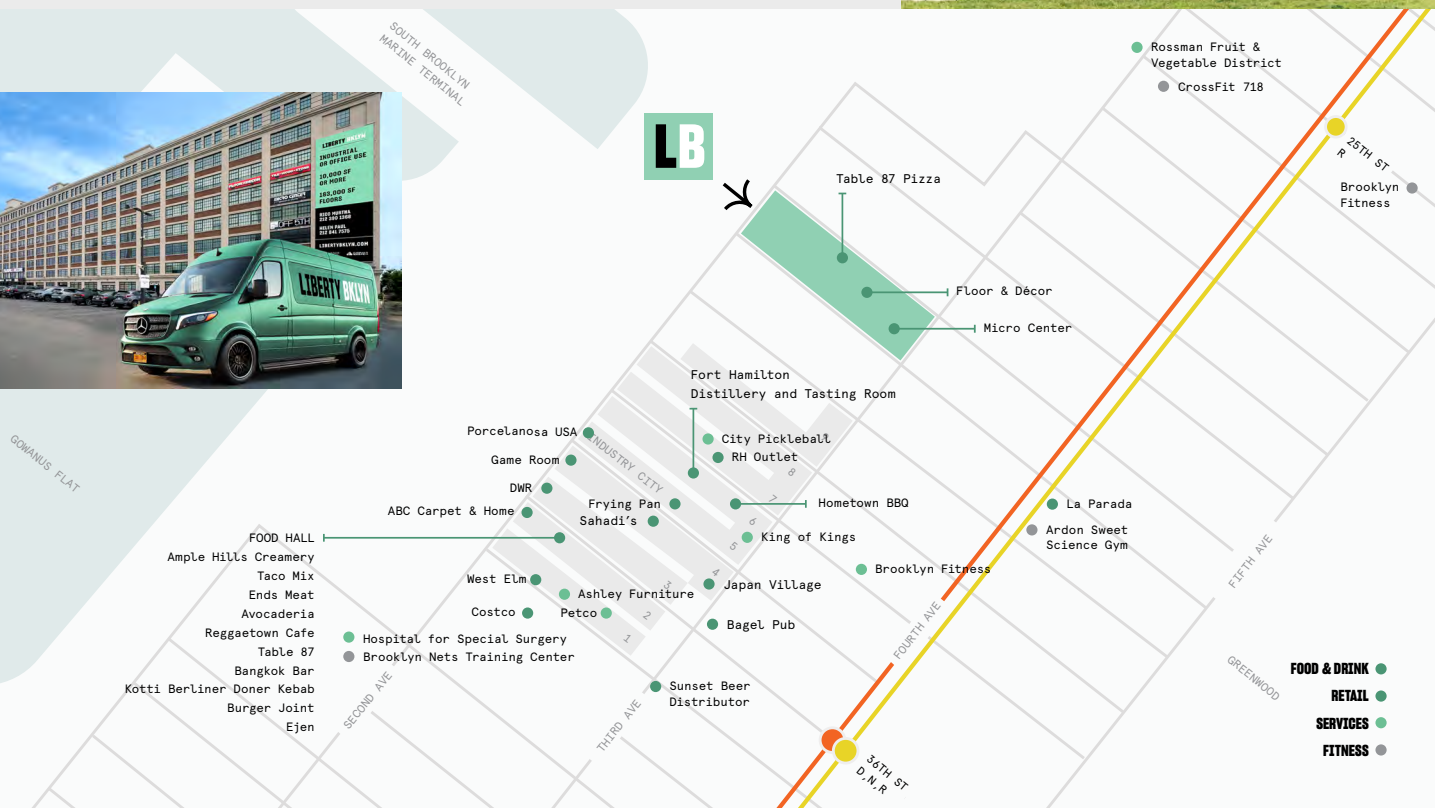 SOUTH BROOKLYN
MARINE TERMINAL
Rossman Fruit &
Vegetable District
CrossFit 718
25TH ST
R
Brooklyn
Fitness
LB
LIBERTY BKLYN
INDUSTRIAL
OR OFFICE USE
10,000 SF
OR MORE
163,000 SF
FLOORS
HELEN PAUL
LIBERTYBKLYN.COM
LIBERTY BKLYN
Table 87 Pizza
Floor & Décor
Micro Center
Fort Hamilton
Distillery and Tasting Room
GOWANUS FLAT
Porcelanosa USA
Game Room
DWR
ABC Carpet & Home
INDUSTRY CITY
City Pickleball
RH Outlet
Frying Pan
Sahadi’s
Hometown BBQ
King of Kings
8
7
6
5
4
3
2
1
La Parada
Ardon Sweet
Science Gym
Brooklyn Fitness
FOOD HALL
Ample Hills Creamery
Taco Mix
Ends Meat
Avocaderia
Reggaetown Cafe
Table 87
Bangkok Bar
Kotti Berliner Doner Kebab
Burger Joint
Ejen
West Elm
Ashley Furniture
Costco
Petco
Japan Village
Bagel Pub
Hospital for Special Surgery
Brooklyn Nets Training Center
Sunset Beer
Distributor
SECOND AVE
THIRD AVE
FOURTH AVE
FIFTH AVE
GREENWOOD
36TH ST
D,N,R
FOOD & DRINK
RETAIL
SERVICES
FITNESS